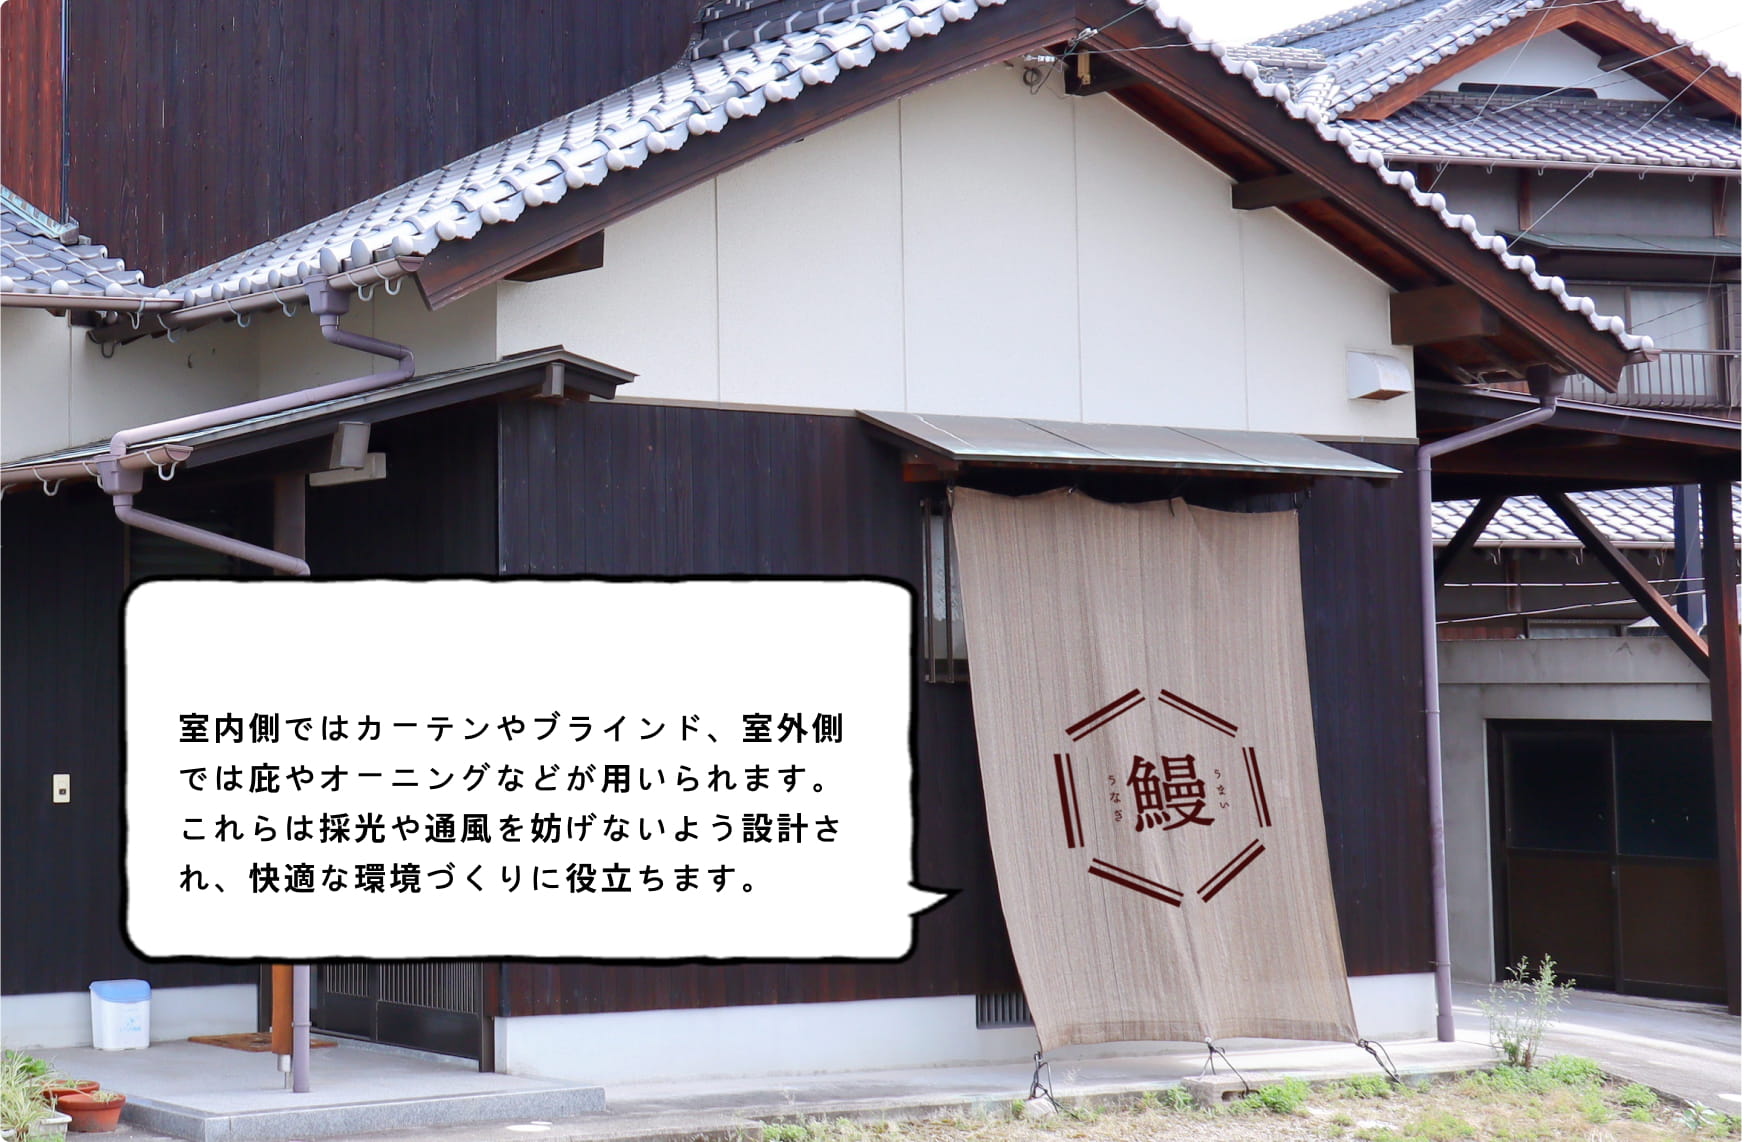 室内側ではカーテンやブラインド、室外側
では庇やオーニングなどが用いられます。
これらは採光や通風を妨げないよう設計さ
れ、快適な環境づくりに役立ちます。
うまい
鰻
うなぎ